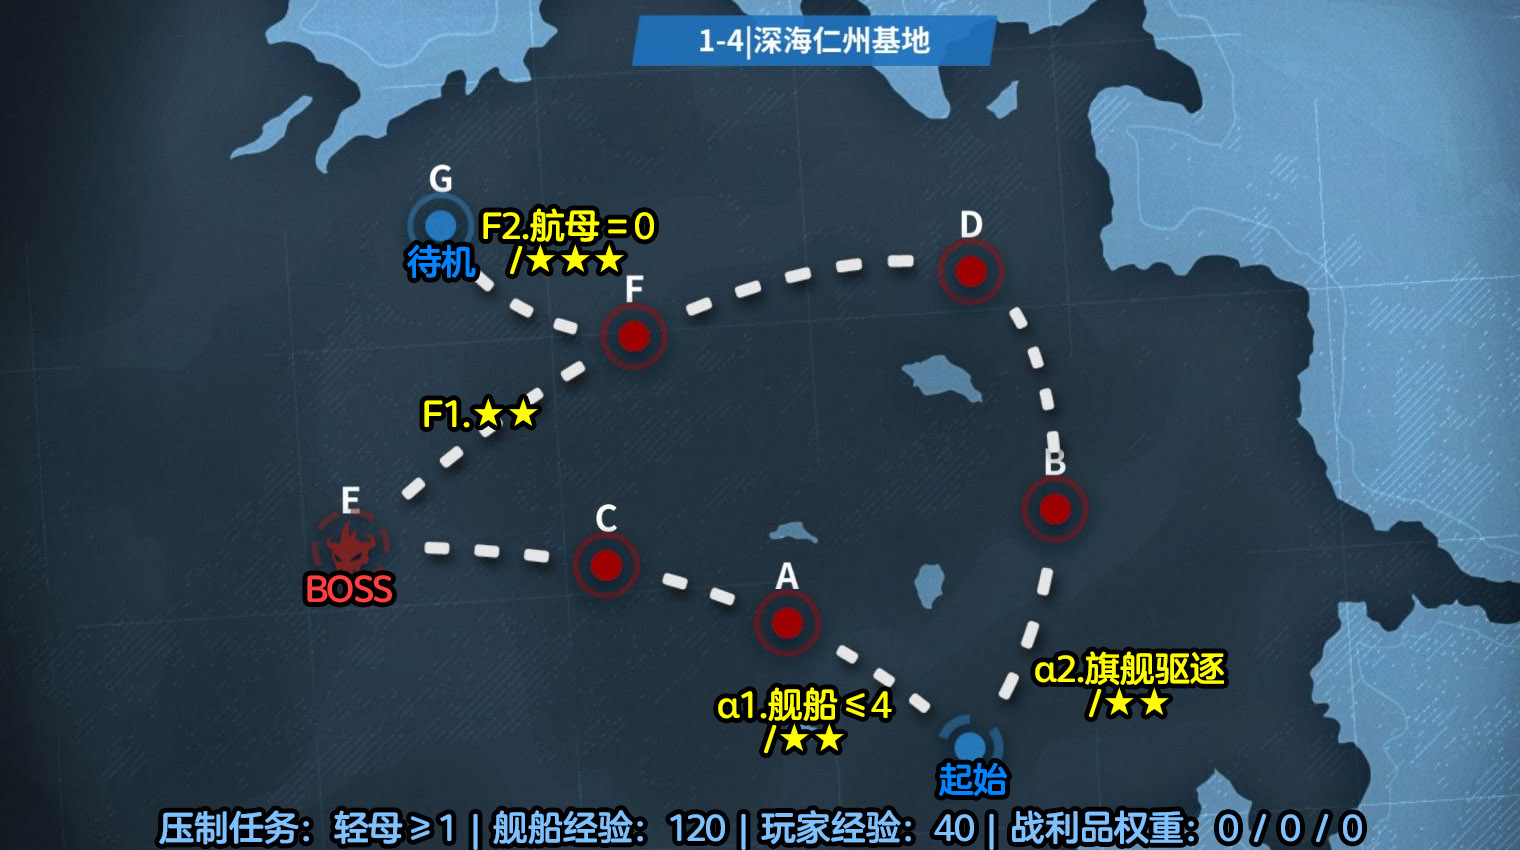 1-4|深海仁州基地
G
F2.航母=0
/★★★
待机
D
F
F1.★★
B
E
C
A
BOSS
α2.旗舰驱逐
/★★
α1.舰船≤4
/★★
起始
压制任务：轻母≥1 | 舰船经验：120 | 玩家经验：40 | 战利品权重：0 / 0 / 0